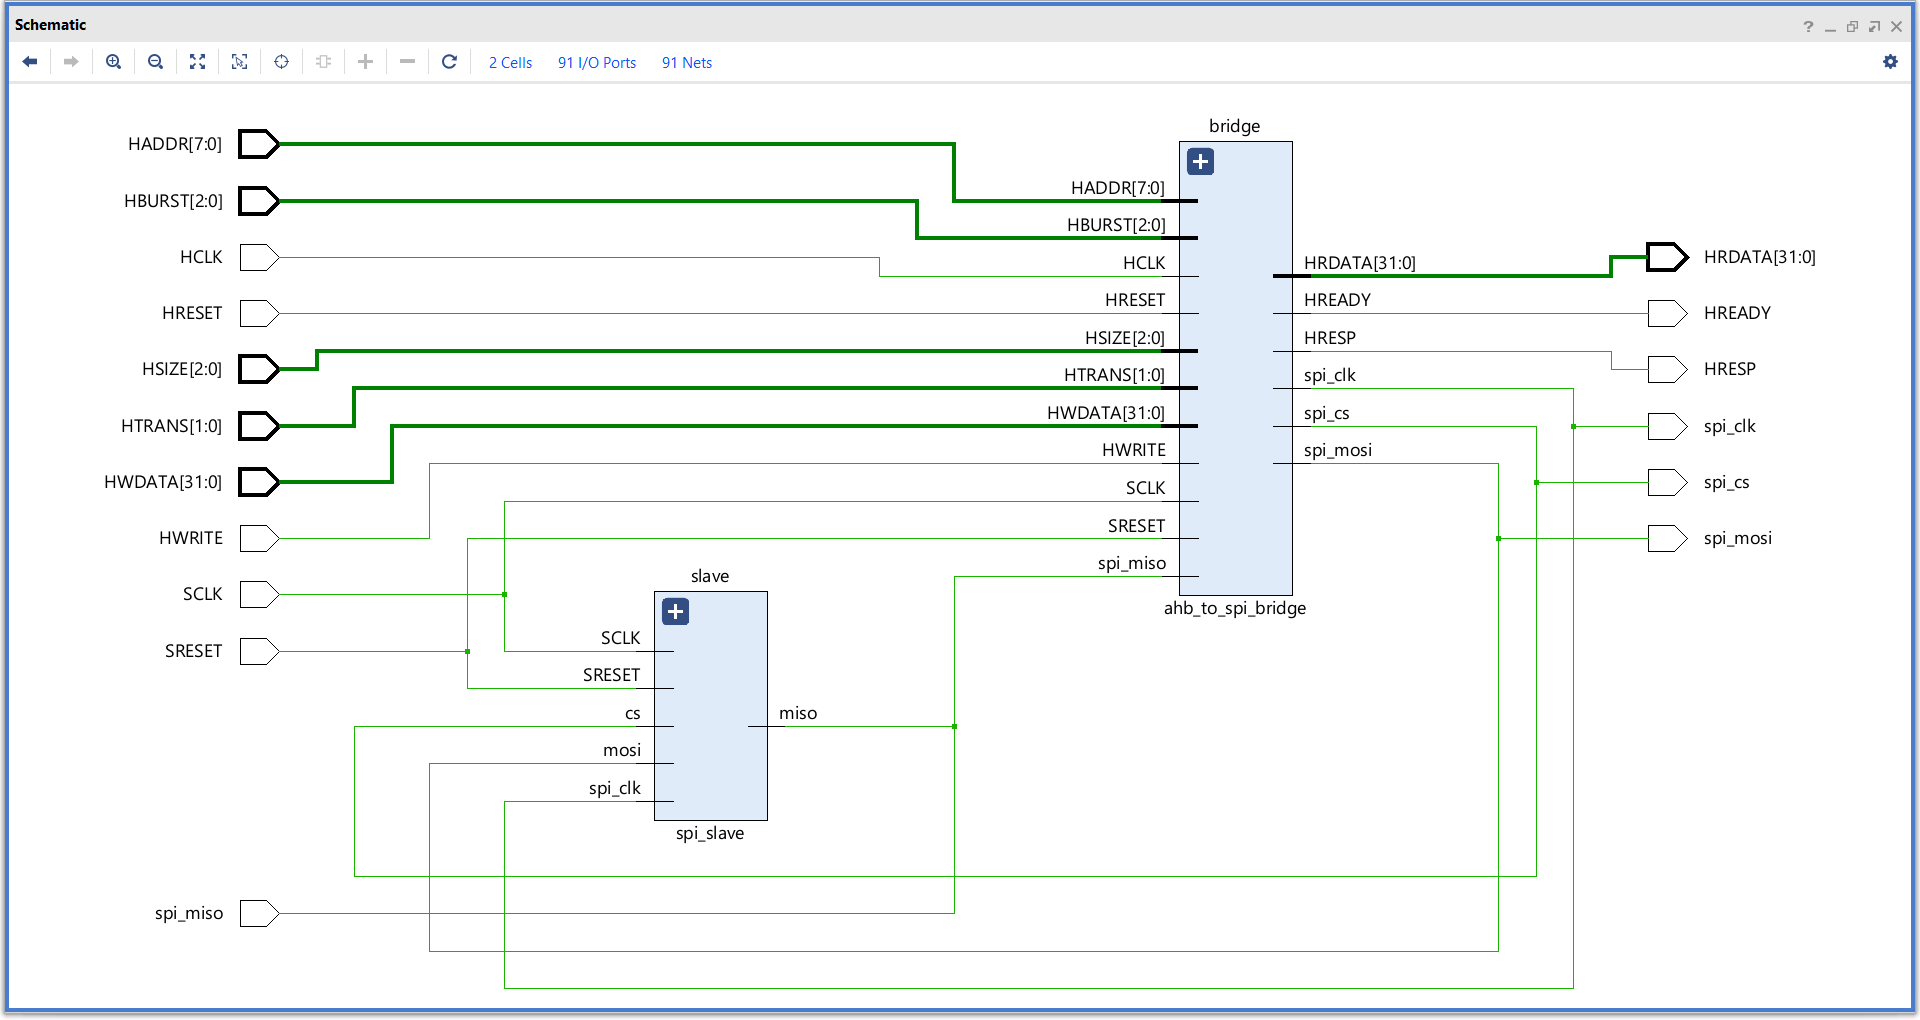 Schematic
2 Cells 91 I/O Ports 91 Nets
HADDR[7:0]
HBURST[2:0]
HCLK
HRESET
HSIZE[2:0]
HTRANS[1:0]
HWDATA[31:0]
HWRITE
SCLK
SRESET
spi_miso
slave
SCLK
SRESET
cs
mosi
spi_clk
miso
spi_slave
bridge
HADDR[7:0]
HBURST[2:0]
HCLK
HRESET
HSIZE[2:0]
HTRANS[1:0]
HWDATA[31:0]
HWRITE
SCLK
SRESET
spi_miso
HRDATA[31:0]
HREADY
HRESP
spi_clk
spi_cs
spi_mosi
ahb_to_spi_bridge
HRDATA[31:0]
HREADY
HRESP
spi_clk
spi_cs
spi_mosi